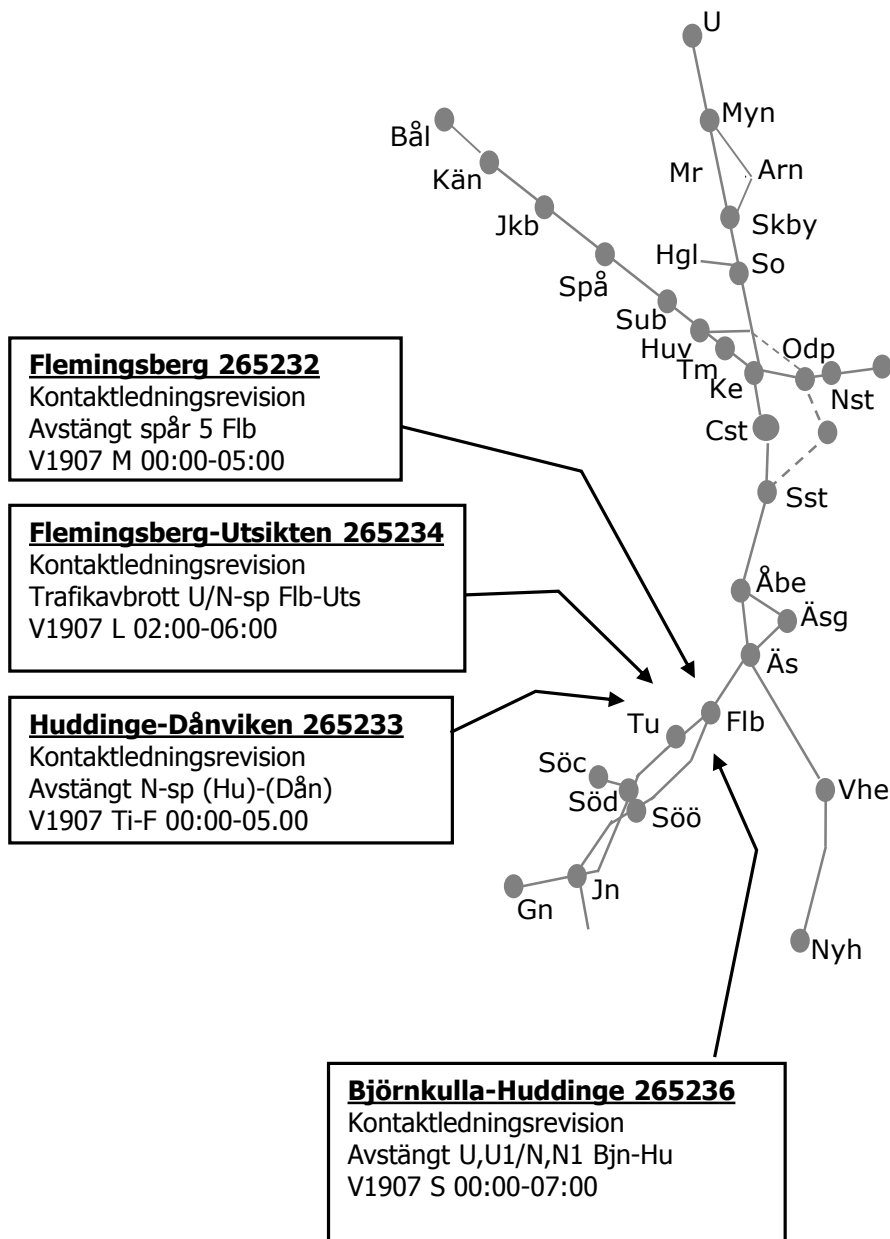 U
Myn
Bål
Mr
Arn
Kän
Skby
Jkb
Hgl
So
Spå
Sub
Huv
Odp
Tm
Ke
Nst
Cst
Sst
Flemingsberg 265232
Kontaktledningsrevision
Avstängt spår 5 Flb
V1907 M 00:00-05:00
Flemingsberg-Utsikten 265234
Kontaktledningsrevision
Trafikavbrott U/N-sp Flb-Uts
V1907 L 02:00-06:00
Åbe
Äsg
Äs
Huddinge-Dånviken 265233
Kontaktledningsrevision
Avstängt N-sp (Hu)-(Dån)
V1907 Ti-F 00:00-05.00
Tu
Flb
Söc
Söd
Söö
Vhe
Gn
Jn
Nyh
Björnkulla-Huddinge 265236
Kontaktledningsrevision
Avstängt U,U1/N,N1 Bjn-Hu
V1907 S 00:00-07:00